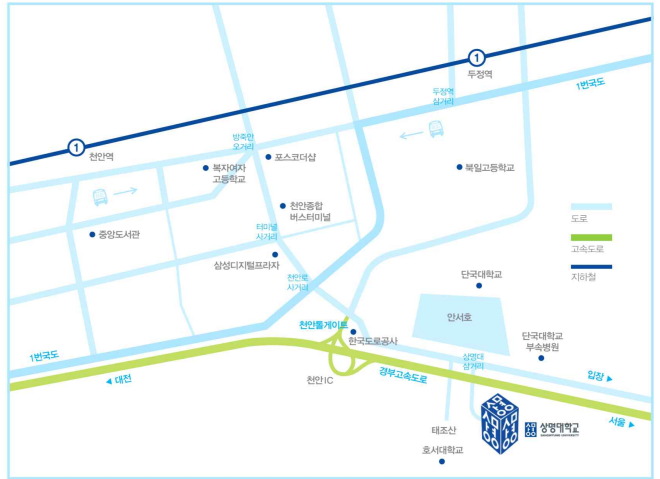 1
두정역
1번국도
두정역
삼거리
1
천안역
방죽안
오거리
포스코더샵
복자여자
고등학교
북일고등학교
천안종합
버스터미널
도로
터미널
사거리
중앙도서관
고속도로
삼성디지털프라자
지하철
천안로
사거리
단국대학교
안서호
천안톨게이트
한국도로공사
단국대학교
부속병원
1번국도
상명대
삼거리
입장 ▶
◀ 대전
천안IC
경부고속도로
서울 ▶
태조산
상명대학교
SANGMYUNG UNIVERSITY
호서대학교